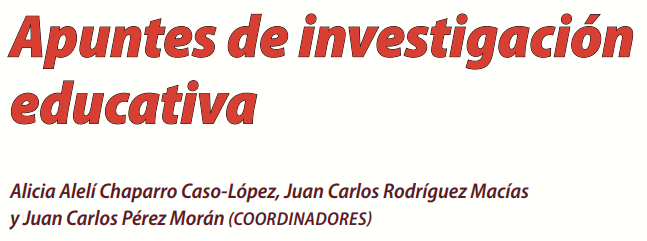 Apuntes de investigación
educativa
Alicia Alelí Chaparro Caso-López, Juan Carlos Rodríguez Macías
y Juan Carlos Pérez Morán (COORDINADORES)